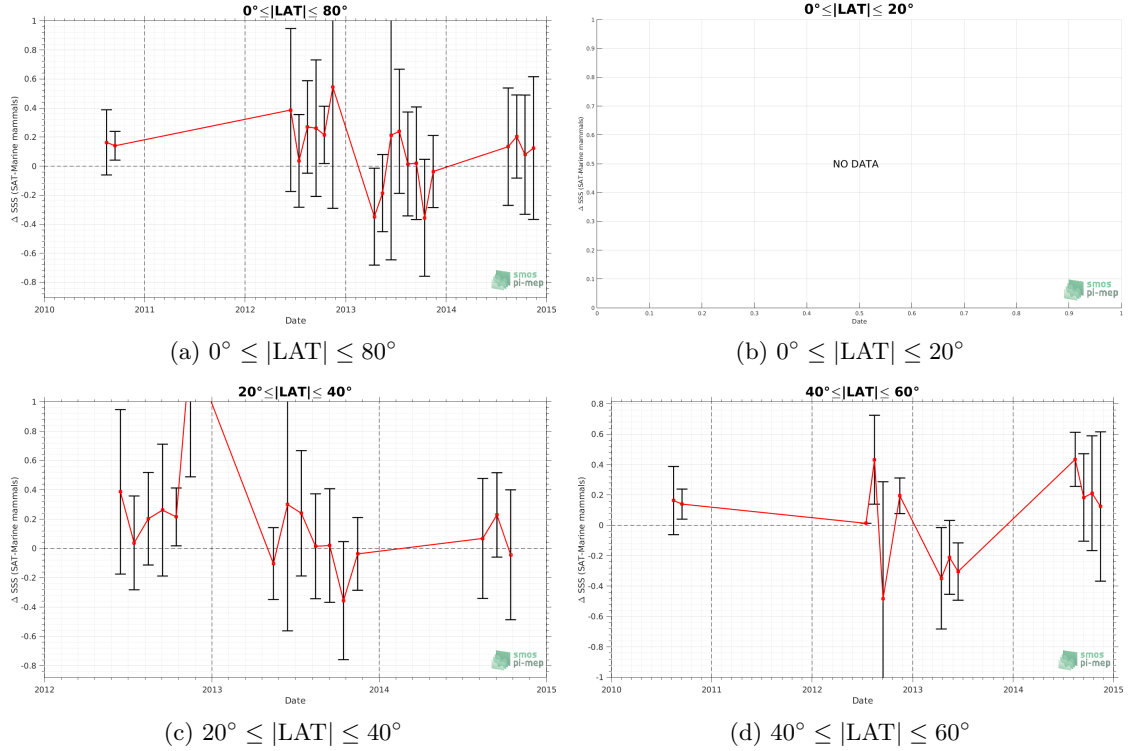 0°≤|LAT|≤ 80°
1
0.8
0.6
0.4
0.2
0
-0.2
-0.4
-0.6
-0.8
Δ SSS (SAT-Marine mammals)
2010
2011
2012
2013
2014
2015
Date
smos
pi-mep
(a) 0° ≤ |LAT| ≤ 80°
0°≤|LAT|≤ 20°
1
0.9
0.8
0.7
0.6
0.5
0.4
0.3
0.2
0.1
0
Δ SSS (SAT-Marine mammals)
NO DATA
0
0.1
0.2
0.3
0.4
0.5
0.6
0.7
0.8
0.9
1
Date
smos
pi-mep
(b) 0° ≤ |LAT| ≤ 20°
20°≤|LAT|≤ 40°
1
0.8
0.6
0.4
0.2
0
-0.2
-0.4
-0.6
-0.8
Δ SSS (SAT-Marine mammals)
2012
2013
2014
2015
Date
smos
pi-mep
(c) 20° ≤ |LAT| ≤ 40°
40°≤|LAT|≤ 60°
0.8
0.6
0.4
0.2
0
-0.2
-0.4
-0.6
-0.8
-1
Δ SSS (SAT-Marine mammals)
2010
2011
2012
2013
2014
2015
Date
smos
pi-mep
(d) 40° ≤ |LAT| ≤ 60°